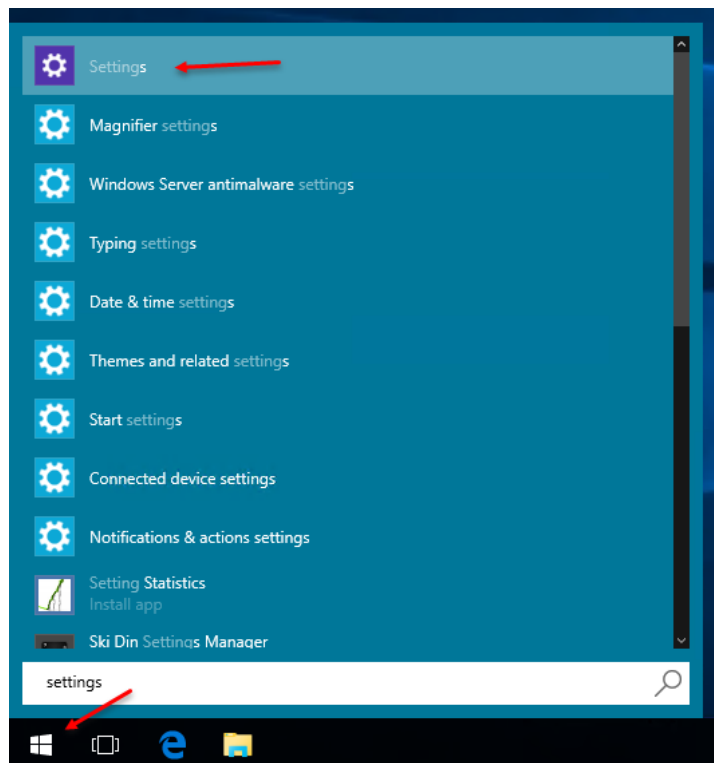 Settings
Magnifier settings
Windows Server antimalware settings
Typing settings
Date & time settings
Themes and related settings
Start settings
Connected device settings
Notifications & actions settings
Setting Statistics
Install app
Ski Din Settings Manager
settings